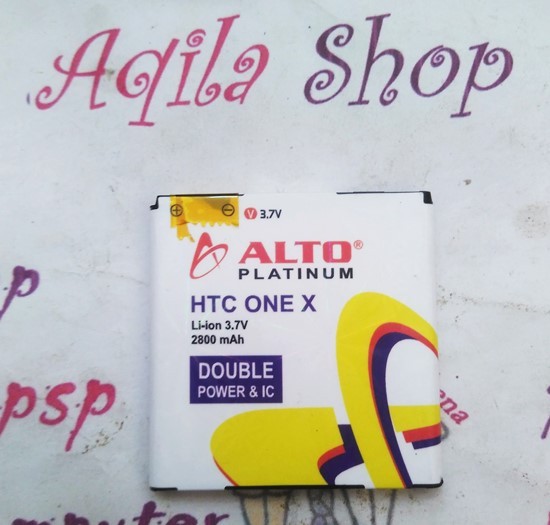 Aqila Shop
V 3.7V
ALTO®
PLATINUM
HTC ONE X
Li-ion 3.7V
2800 mAh
DOUBLE
POWER & IC
p
psp